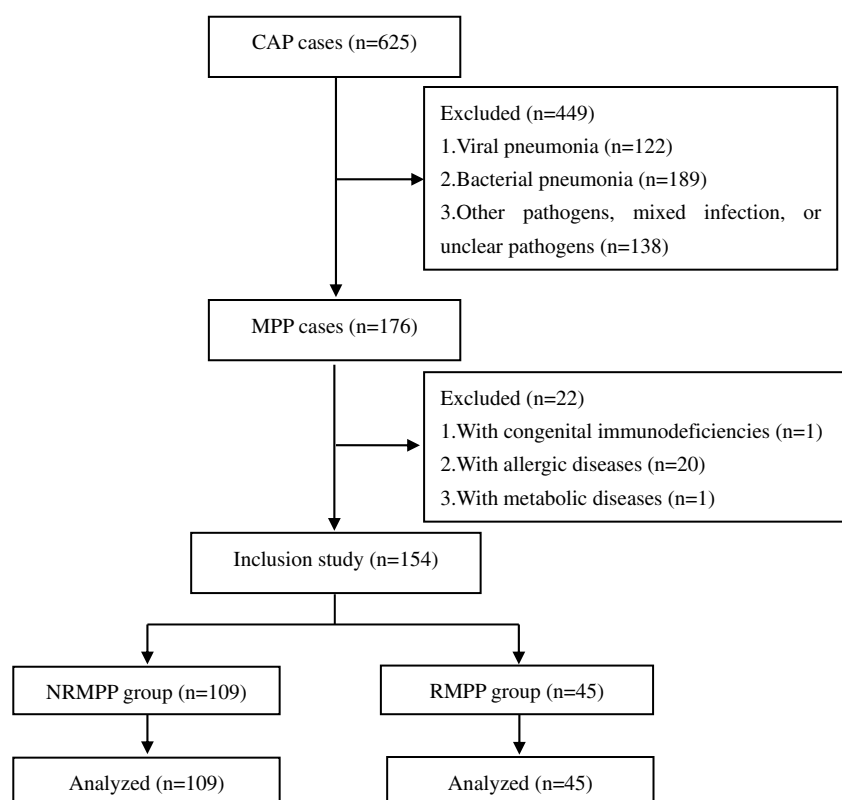 CAP cases (n=625)
Excluded (n=449)
1.Viral pneumonia (n=122)
2.Bacterial pneumonia (n=189)
3.Other pathogens, mixed infection, or
unclear pathogens (n=138)
MPP cases (n=176)
Excluded (n=22)
1.With congenital immunodeficiencies (n=1)
2.With allergic diseases (n=20)
3.With metabolic diseases (n=1)
Inclusion study (n=154)
NRMPP group (n=109)
RMPP group (n=45)
Analyzed (n=109)
Analyzed (n=45)